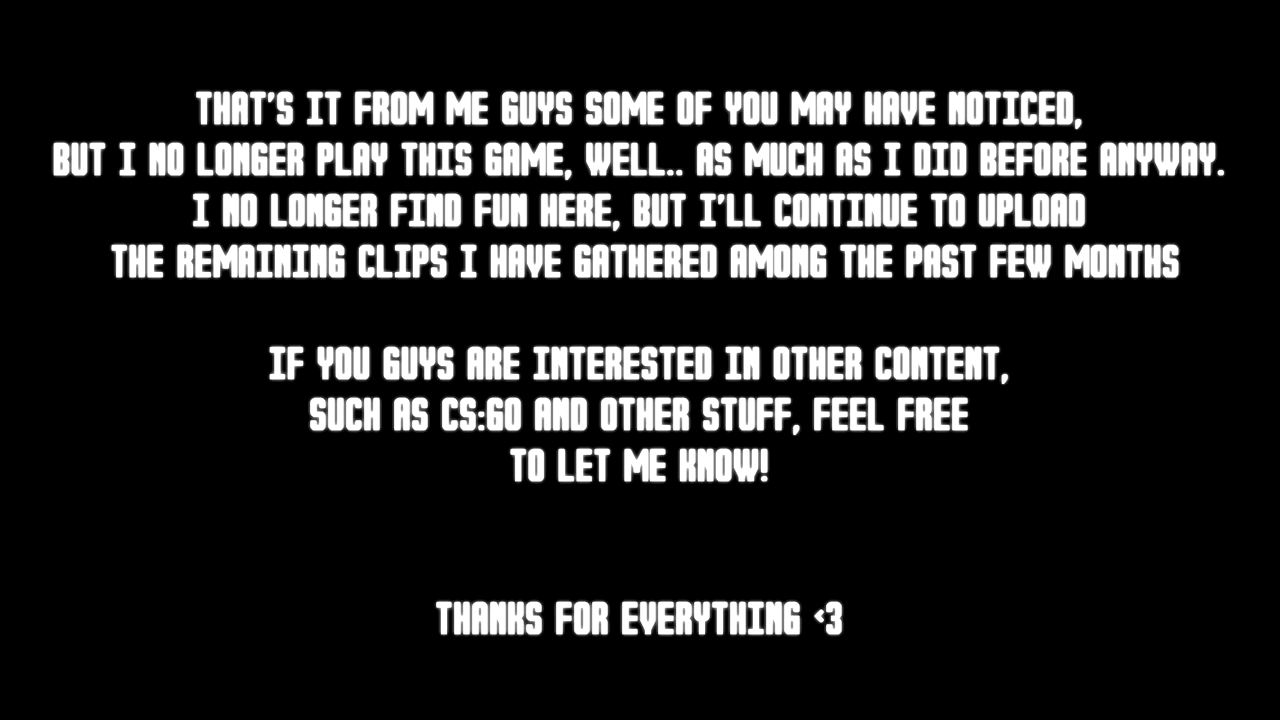 THAT'S IT FROM ME GUYS SOME OF YOU MAY HAVE NOTICED,
BUT I NO LONGER PLAY THIS GAME, WELL.. AS MUCH AS I DID BEFORE ANYWAY.
I NO LONGER FIND FUN HERE, BUT I'LL CONTINUE TO UPLOAD
THE REMAINING CLIPS I HAVE GATHERED AMONG THE PAST FEW MONTHS
IF YOU GUYS ARE INTERESTED IN OTHER CONTENT,
SUCH AS CS:GO AND OTHER STUFF, FEEL FREE
TO LET ME KNOW!
THANKS FOR EVERYTHING <3